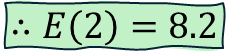 ∴ E(2) = 8.2